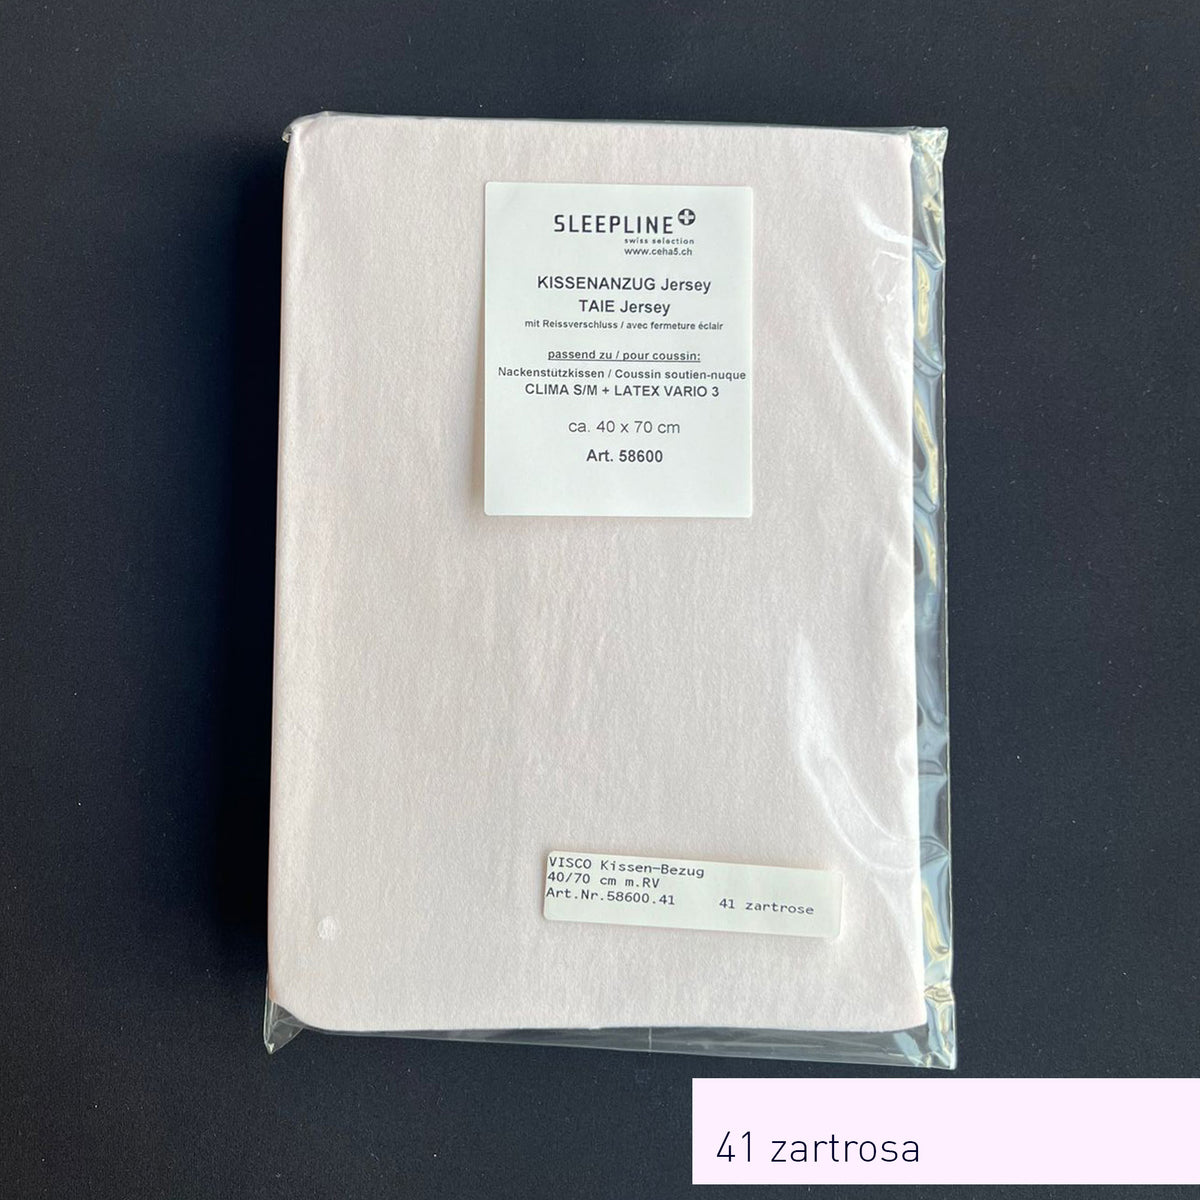 SLEEPLINE
swiss selection
www.ceha5.ch
KISSENANZUG Jersey
TAIE Jersey
mit Reissverschluss / avec fermeture éclair
passend zu / pour coussin:
Nackenstützkissen / Coussin soutien-nuque
CLIMA S/M + LATEX VARIO 3
ca. 40 x 70 cm
Art. 58600
VISCO Kissen-Bezug
40/70 cm m.RV
Art.Nr.58600.41 41 zartrose
41 zartrosa